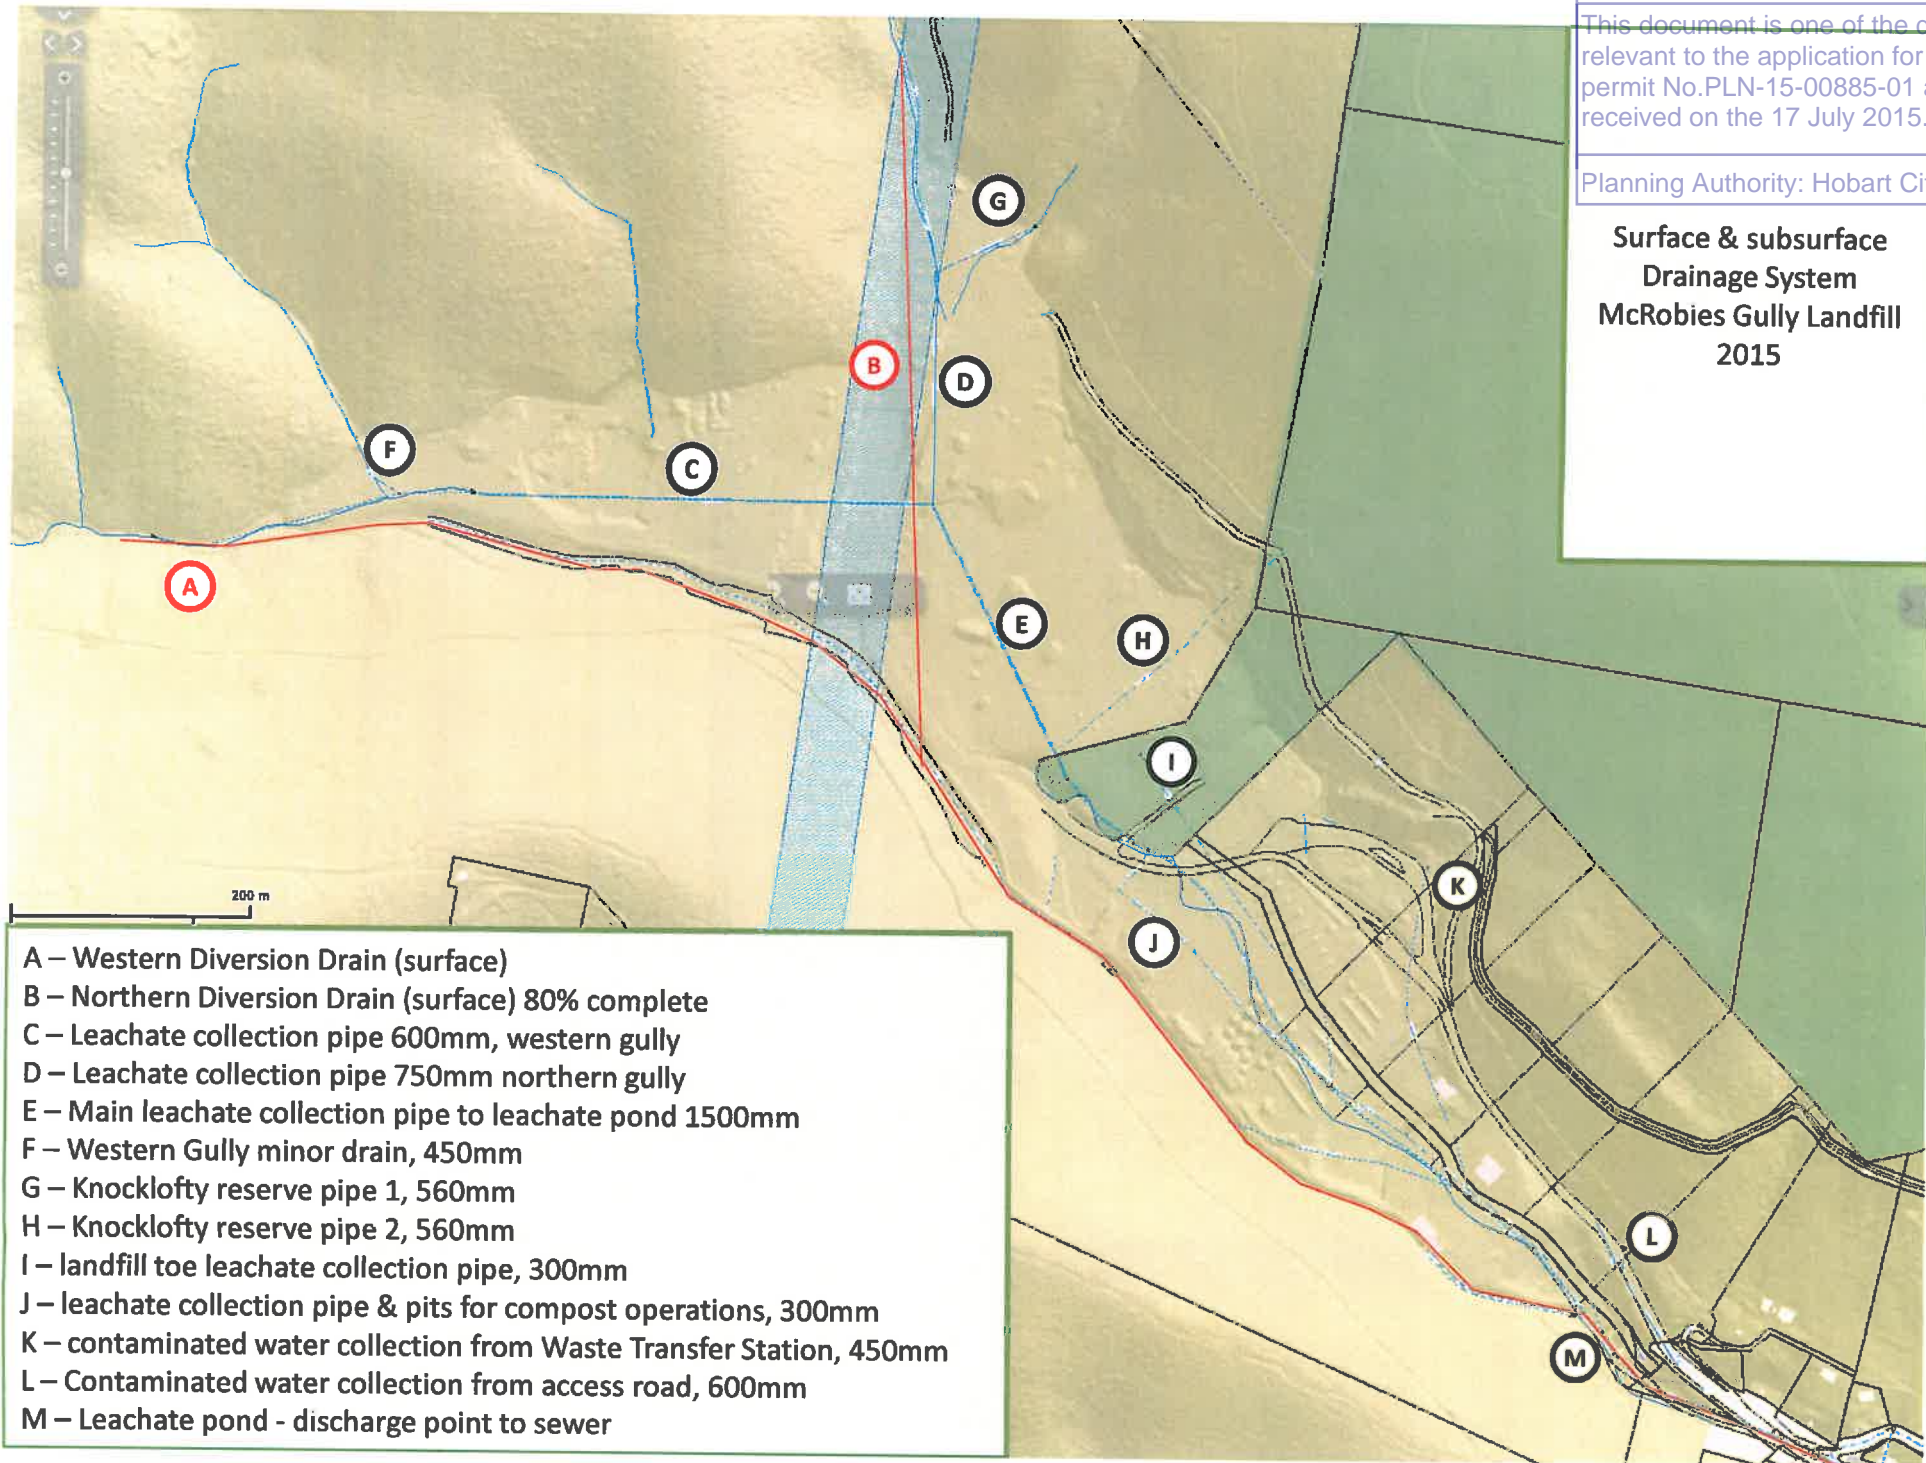 This document is one of the
relevant to the application for
permit No.PLN-15-00885-01
received on the 17 July 2015.
Planning Authority: Hobart
Surface & subsurface
Drainage System
McRobies Gully Landfill
2015
G
B
D
F
C
A
E
H
I
K
J
L
M
200 m
A – Western Diversion Drain (surface)
B – Northern Diversion Drain (surface) 80% complete
C – Leachate collection pipe 600mm, western gully
D – Leachate collection pipe 750mm northern gully
E – Main leachate collection pipe to leachate pond 1500mm
F – Western Gully minor drain, 450mm
G – Knocklofty reserve pipe 1, 560mm
H – Knocklofty reserve pipe 2, 560mm
I – landfill toe leachate collection pipe, 300mm
J – leachate collection pipe & pits for compost operations, 300mm
K – contaminated water collection from Waste Transfer Station, 450mm
L – Contaminated water collection from access road, 600mm
M – Leachate pond - discharge point to sewer